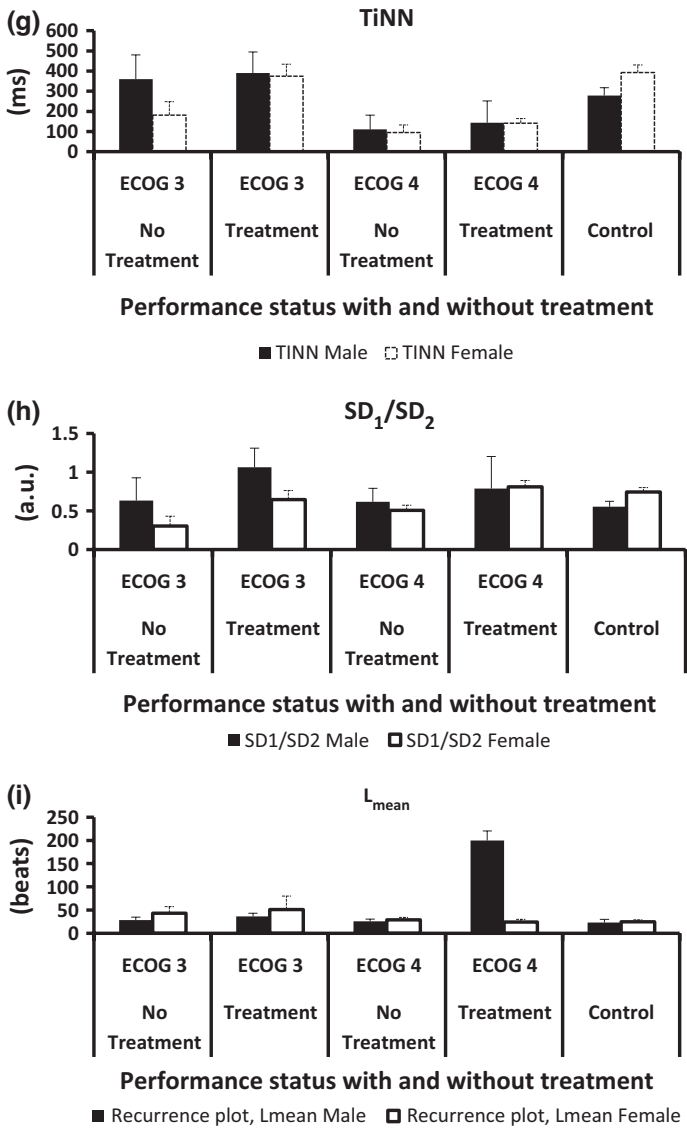 (g) TiNN
600
500
400
300
200
100
0
(ms)
ECOG 3 ECOG 3 ECOG 4 ECOG 4
No Treatment No Treatment Control
Treatment Treatment
Performance status with and without treatment
TINN Male TINN Female
(h) SD1/SD2
1.5
1
0.5
0
(a.u.)
ECOG 3 ECOG 3 ECOG 4 ECOG 4
No Treatment No Treatment Control
Treatment Treatment
Performance status with and without treatment
SD1/SD2 Male SD1/SD2 Female
(i) Lmean
250
200
150
100
50
0
(beats)
ECOG 3 ECOG 3 ECOG 4 ECOG 4
No Treatment No Treatment Control
Treatment Treatment
Performance status with and without treatment
Recurrence plot, Lmean Male Recurrence plot, Lmean Female